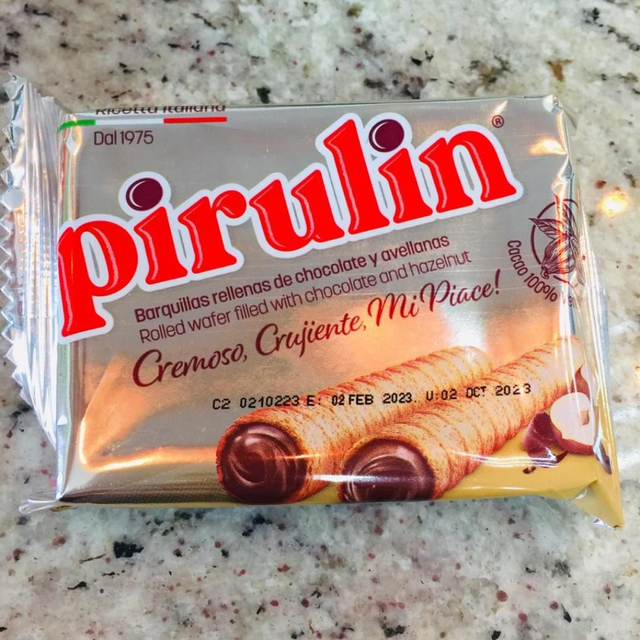 Ricetta Italiana
Dal 1975
pirulin®
Barquillas rellenas de chocolate y avellanas
Rolled wafer filled with chocolate and hazelnut
Cremoso, Crujiente, Mi Piace!
Cacao 100%
C2 0210223 E: 02 FEB 2023. U:02 OCT 2023